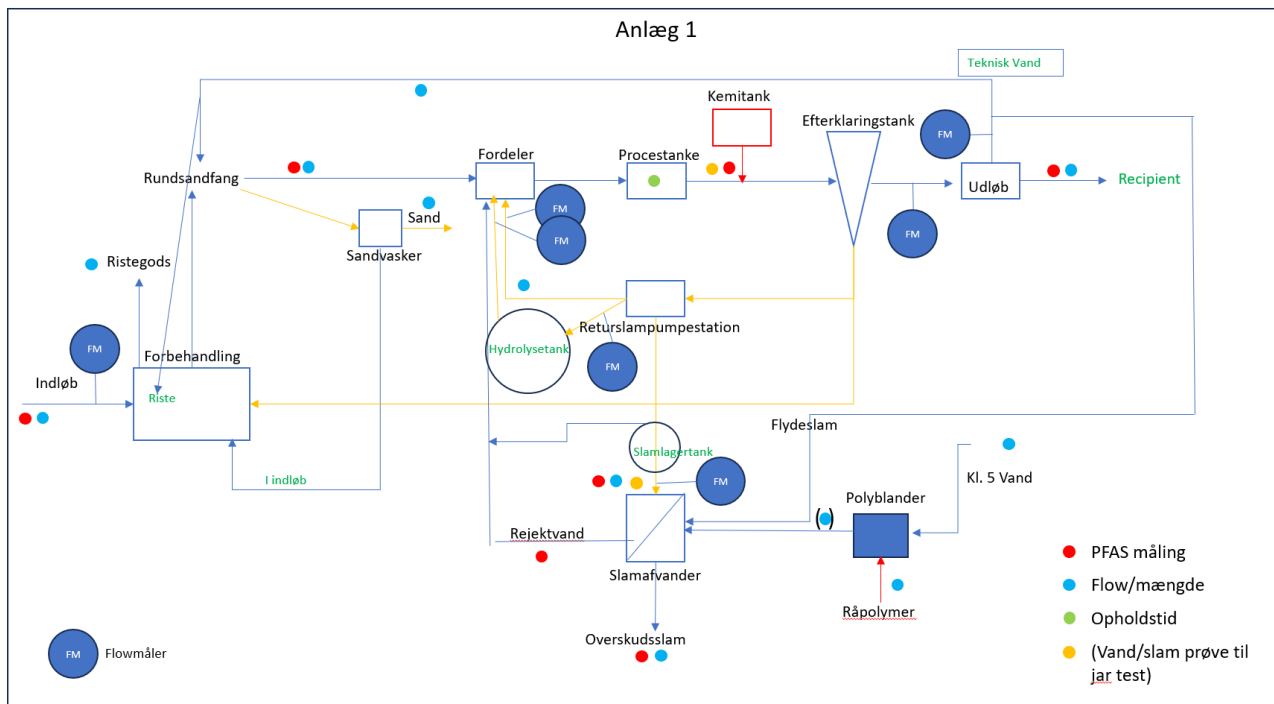 Anlæg 1
Teknisk Vand
Kemitank
Efterklaringstank
FM
Fordeler
Procestanke
Rundsandfang
Udløb
Recipient
Sand
FM
FM
FM
Sandvasker
Ristegods
Returslampumpestation
Hydrolysetank
FM
FM
Forbehandling
Indløb
Riste
Flydeslam
Slamlagertank
I indløb
Kl. 5 Vand
FM
Polyblander
Rejektvand
( )
Slamafvander
PFAS måling
Flow/mængde
Råpolymer
Opholdstid
Overskudsslam
FM
Flowmåler
(Vand/slam prøve til
jar test)